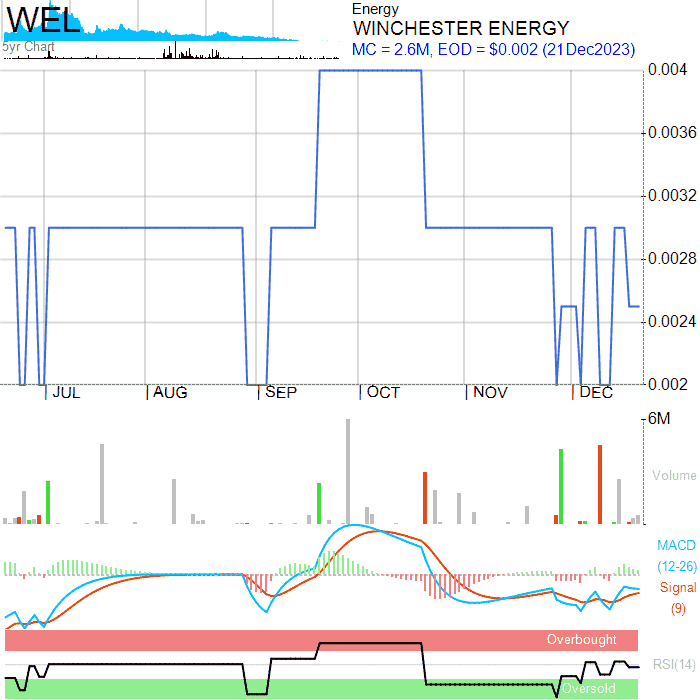 WEL
5yr Chart
Energy
WINCHESTER ENERGY
MC = 2.6M, EOD = $0.002 (21Dec2023)
0.004
0.0036
0.0032
0.0028
0.0024
0.002
JUL AUG SEP OCT NOV DEC
6M
Volume
MACD
(12-26)
Signal
(9)
Overbought
RSI(14)
Oversold